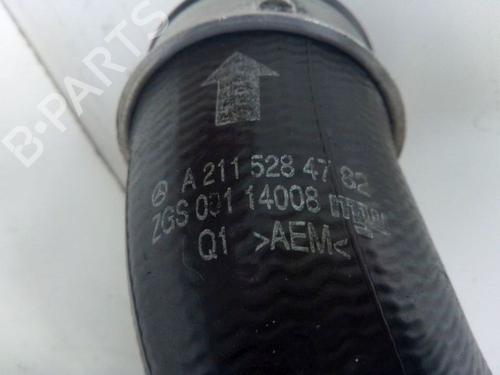 B-PARTS
A 211 528 47 82
ZGS 001 14008
Q1 >AEM<